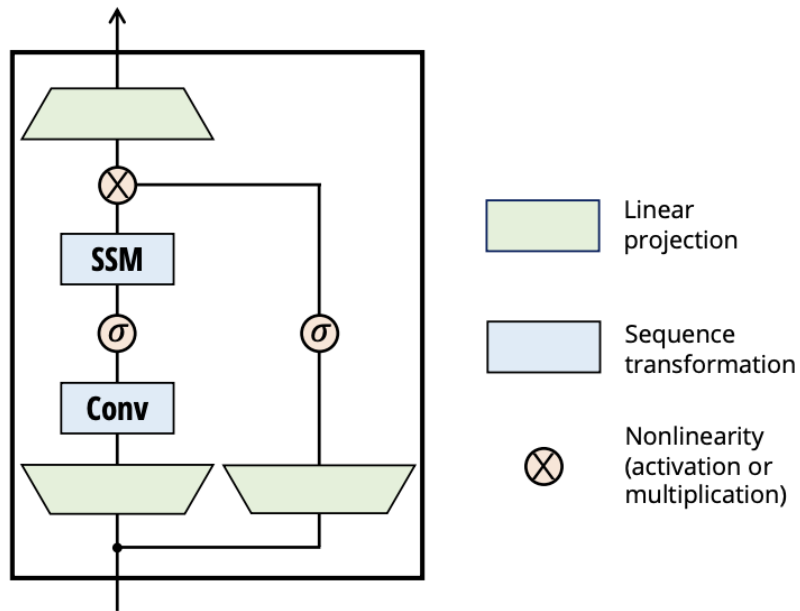 SSM
σ
σ
Conv
Linear
projection
Sequence
transformation
Nonlinearity
(activation or
multiplication)